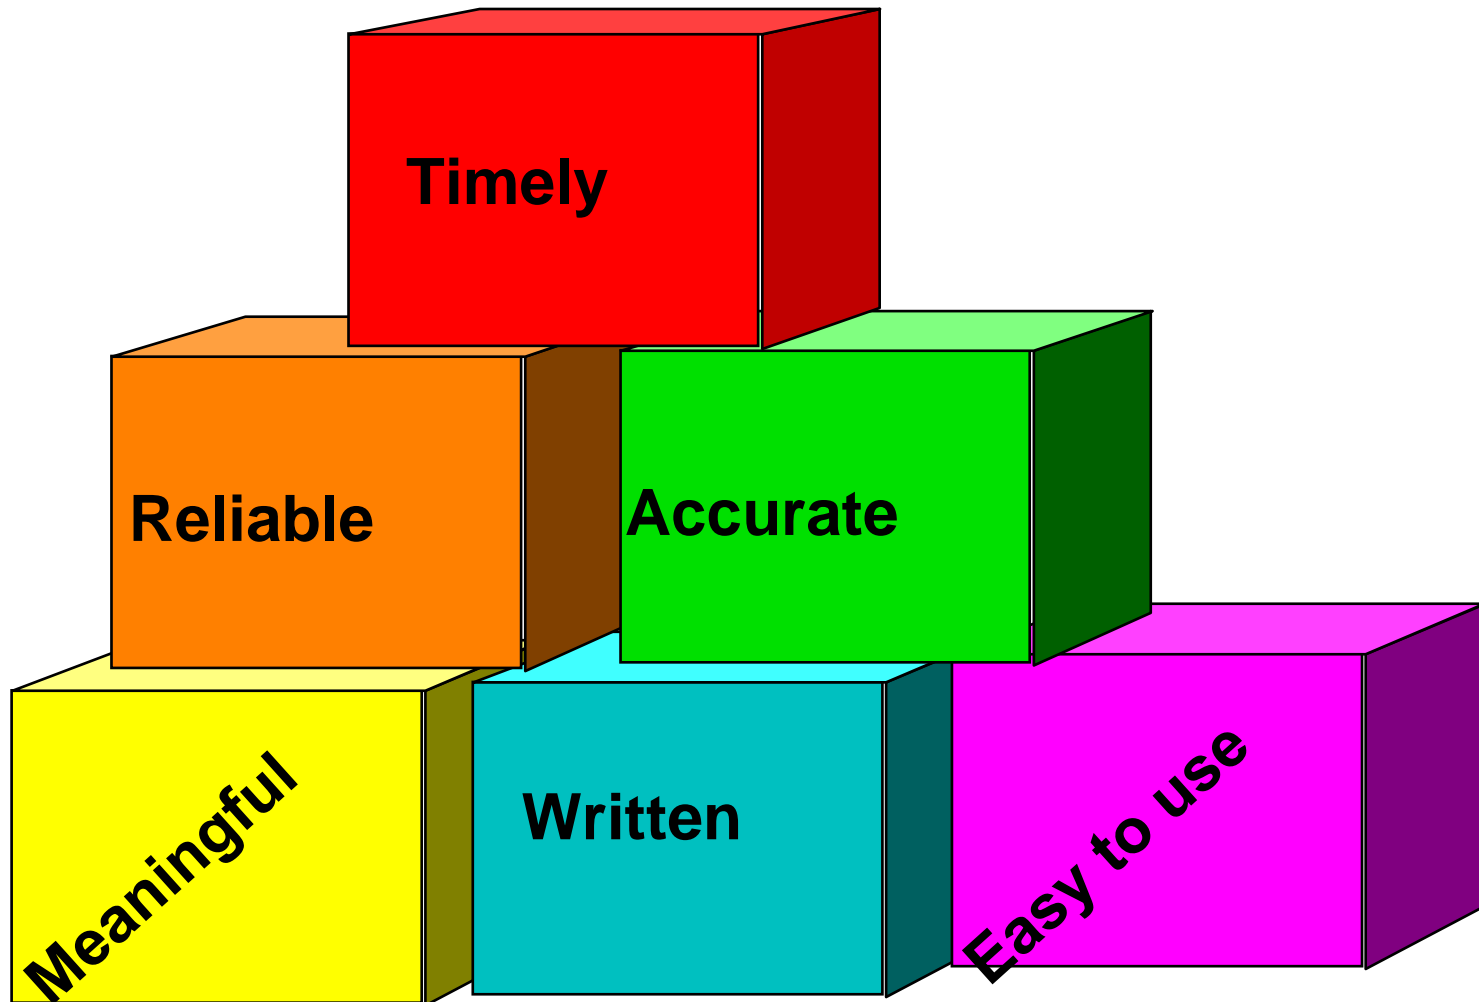 Timely
Reliable
Accurate
Meaningful
Written
Easy to use